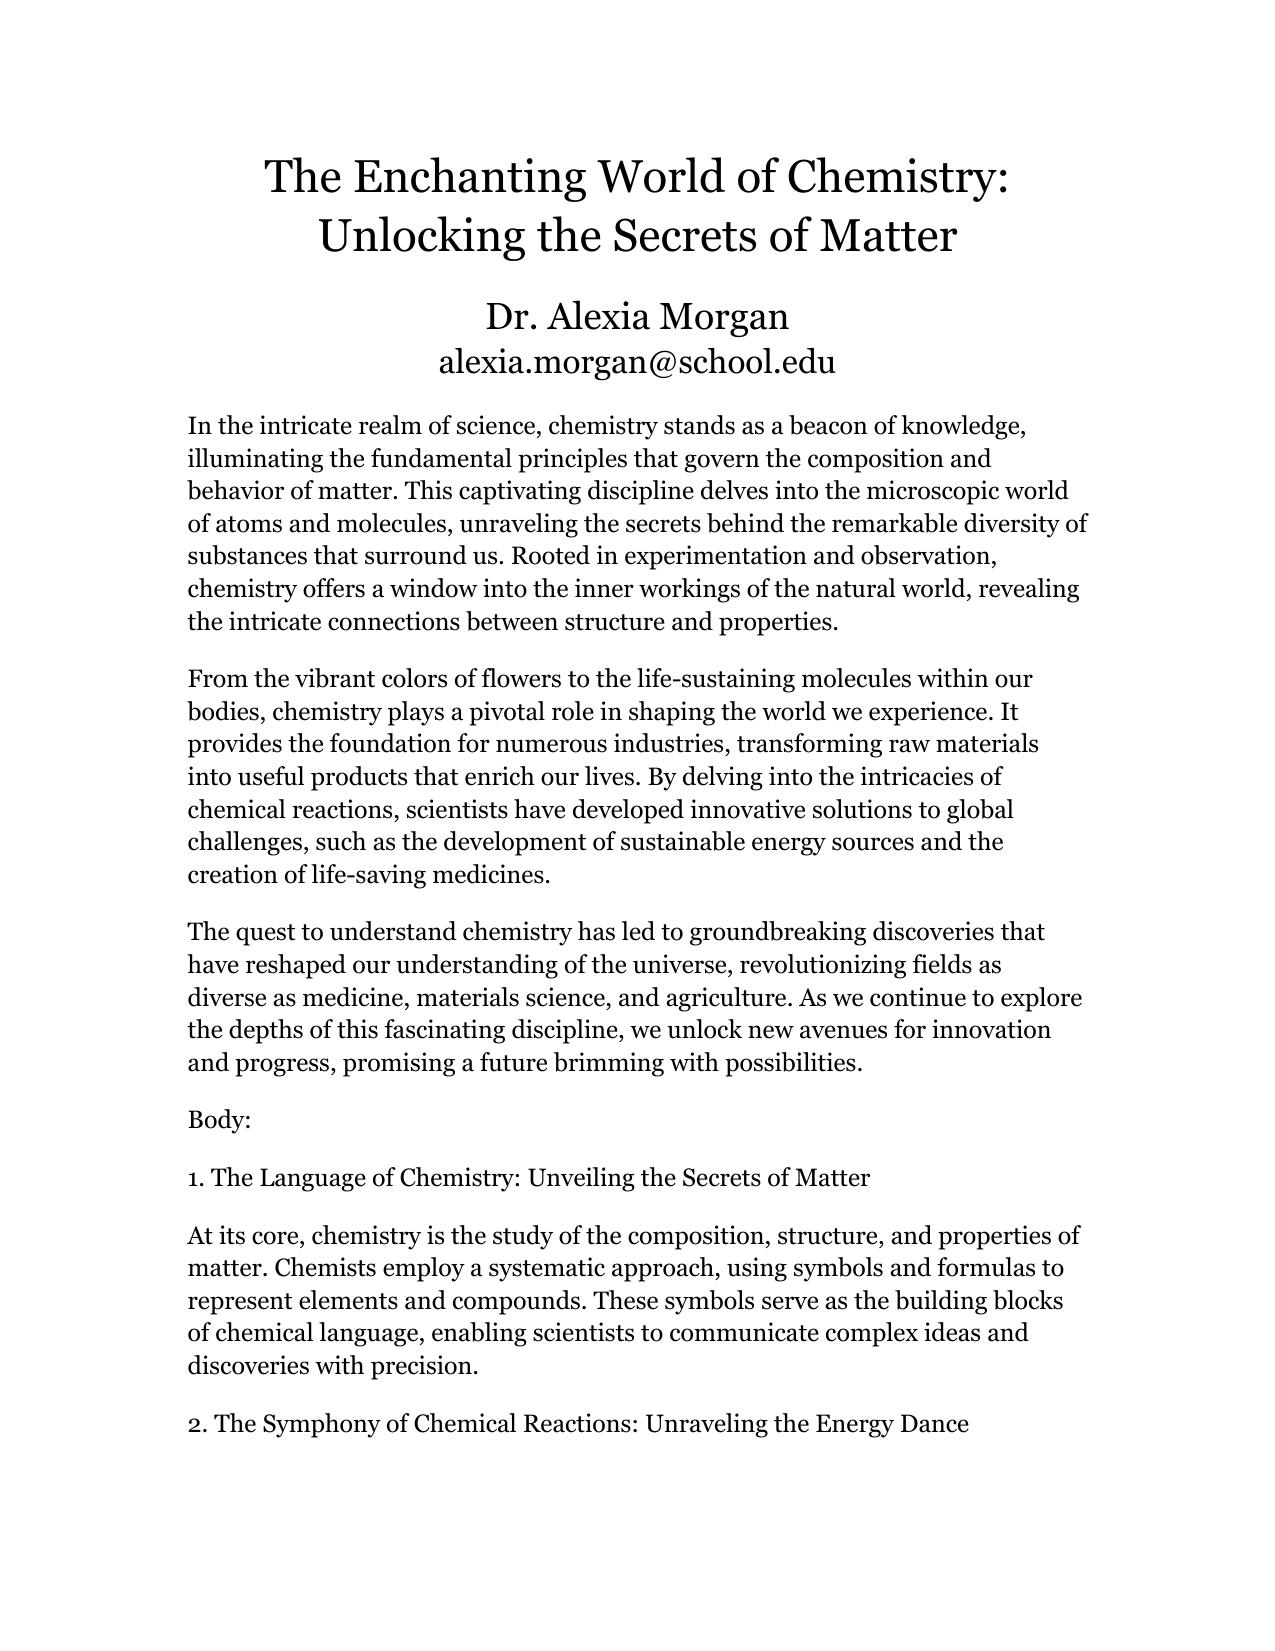 The Enchanting World of Chemistry:
Unlocking the Secrets of Matter
Dr. Alexia Morgan
alexia.morgan@school.edu
In the intricate realm of science, chemistry stands as a beacon of knowledge,
illuminating the fundamental principles that govern the composition and
behavior of matter. This captivating discipline delves into the microscopic world
of atoms and molecules, unraveling the secrets behind the remarkable diversity of
substances that surround us. Rooted in experimentation and observation,
chemistry offers a window into the inner workings of the natural world, revealing
the intricate connections between structure and properties.
From the vibrant colors of flowers to the life-sustaining molecules within our
bodies, chemistry plays a pivotal role in shaping the world we experience. It
provides the foundation for numerous industries, transforming raw materials
into useful products that enrich our lives. By delving into the intricacies of
chemical reactions, scientists have developed innovative solutions to global
challenges, such as the development of sustainable energy sources and the
creation of life-saving medicines.
The quest to understand chemistry has led to groundbreaking discoveries that
have reshaped our understanding of the universe, revolutionizing fields as
diverse as medicine, materials science, and agriculture. As we continue to explore
the depths of this fascinating discipline, we unlock new avenues for innovation
and progress, promising a future brimming with possibilities.
Body:
1. The Language of Chemistry: Unveiling the Secrets of Matter
At its core, chemistry is the study of the composition, structure, and properties of
matter. Chemists employ a systematic approach, using symbols and formulas to
represent elements and compounds. These symbols serve as the building blocks
of chemical language, enabling scientists to communicate complex ideas and
discoveries with precision.
2. The Symphony of Chemical Reactions: Unraveling the Energy Dance